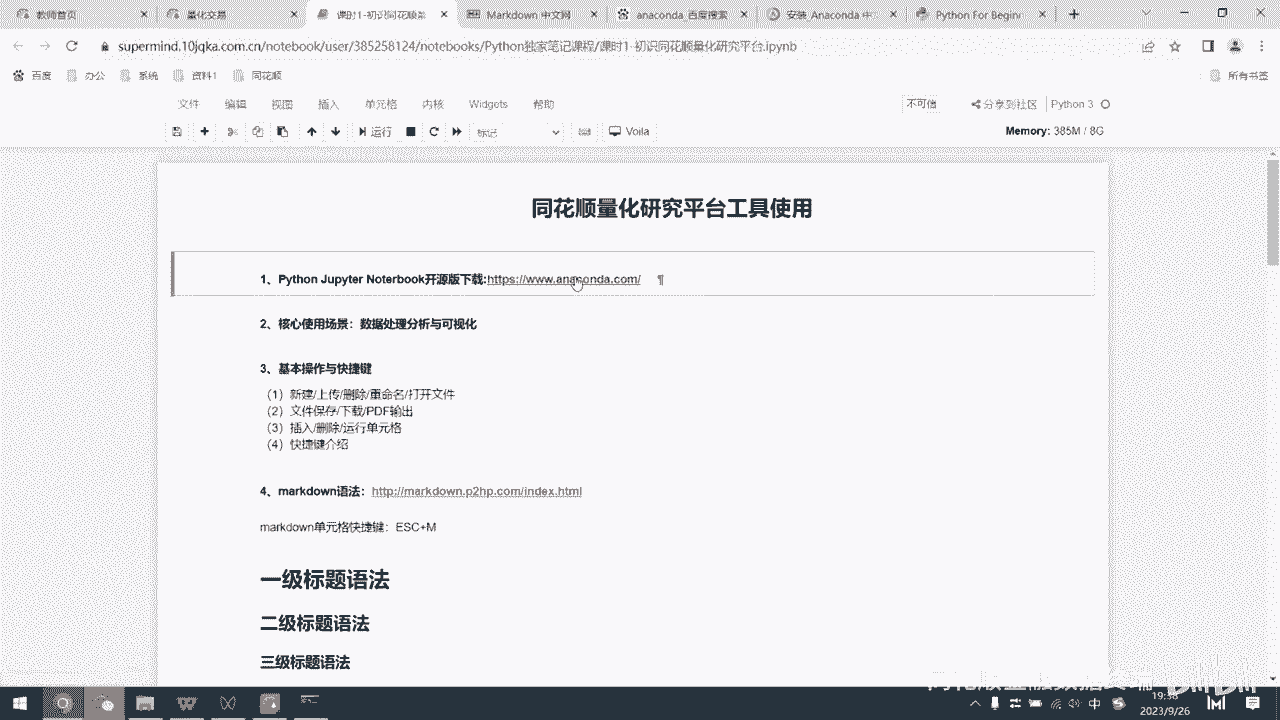 教师首页
量化交易
课时1-初识同花顺
Markdown 中文网
anaconda_百度搜索
安装 Anaconda 中
Python For Begin
supermind.10jqka.com.cn/notebook/user/385258124/notebooks/Python独家笔记课程/课时1-初识同花顺量化研究平台.ipynb
百度 办公 系统 资料1 同花顺 所有书签
文件 编辑 视图 插入 单元格 内核 Widgets 帮助 不可信 分享到社区 Python 3
运行 标记 Voila Memory: 385M / 8G
同花顺量化研究平台工具使用
1、Python Jupyter Noterbook开源版下载:https://www.anaconda.com/ ¶
2、核心使用场景：数据处理分析与可视化
3、基本操作与快捷键
（1）新建/上传/删除/重命名/打开文件
（2）文件保存/下载/PDF输出
（3）插入/删除/运行单元格
（4）快捷键介绍
4、markdown语法：http://markdown.p2hp.com/index.html
markdown单元格快捷键：ESC+M
一级标题语法
二级标题语法
三级标题语法
中
2023/9/26